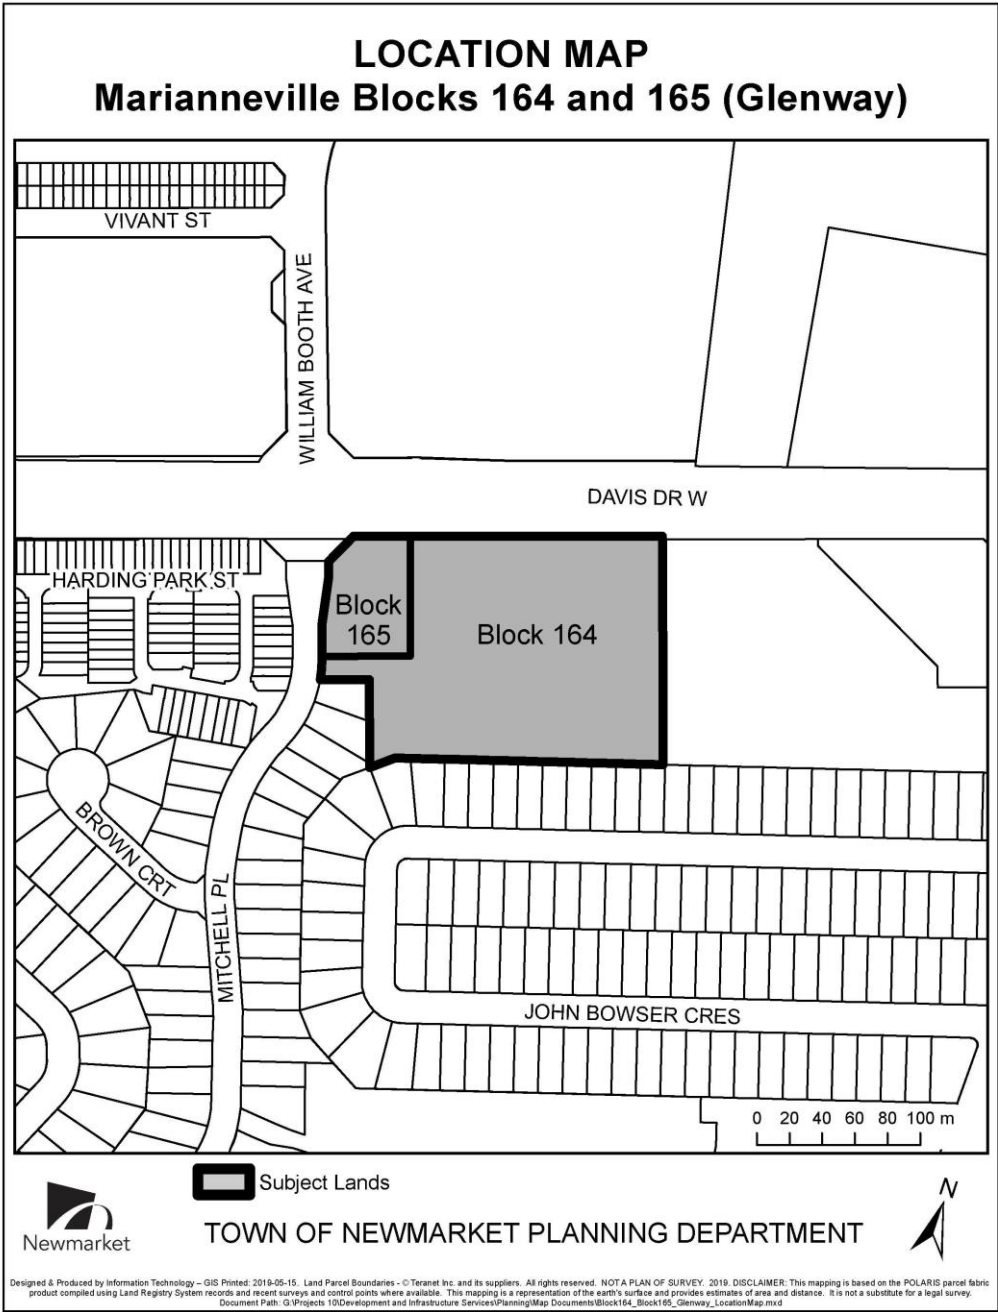 LOCATION MAP
Marianneville Blocks 164 and 165 (Glenway)
VIVANT ST
WILLIAM BOOTH AVE
DAVIS DR W
HARDING PARK ST
Block
165
Block 164
BROWN CRT
MITCHELL PL
JOHN BOWSER CRES
0 20 40 60 80 100 m
Subject Lands
N
Newmarket
TOWN OF NEWMARKET PLANNING DEPARTMENT
Designed & Produced by Information Technology – GIS Printed: 2019-05-15. Land Parcel Boundaries - © Teranet Inc. and its suppliers. All rights reserved. NOT A PLAN OF SURVEY. 2019. DISCLAIMER: This mapping is based on the POLARIS parcel fabric
product compiled using Land Registry System records and recent surveys and control points where available. This mapping is a representation of the earth's surface and provides estimates of area and distance. It is not a substitute for a legal survey.
Document Path: G:\Projects 10\Development and Infrastructure Services\Planning\Map Documents\Block164_Block165_Glenway_LocationMap.mxd